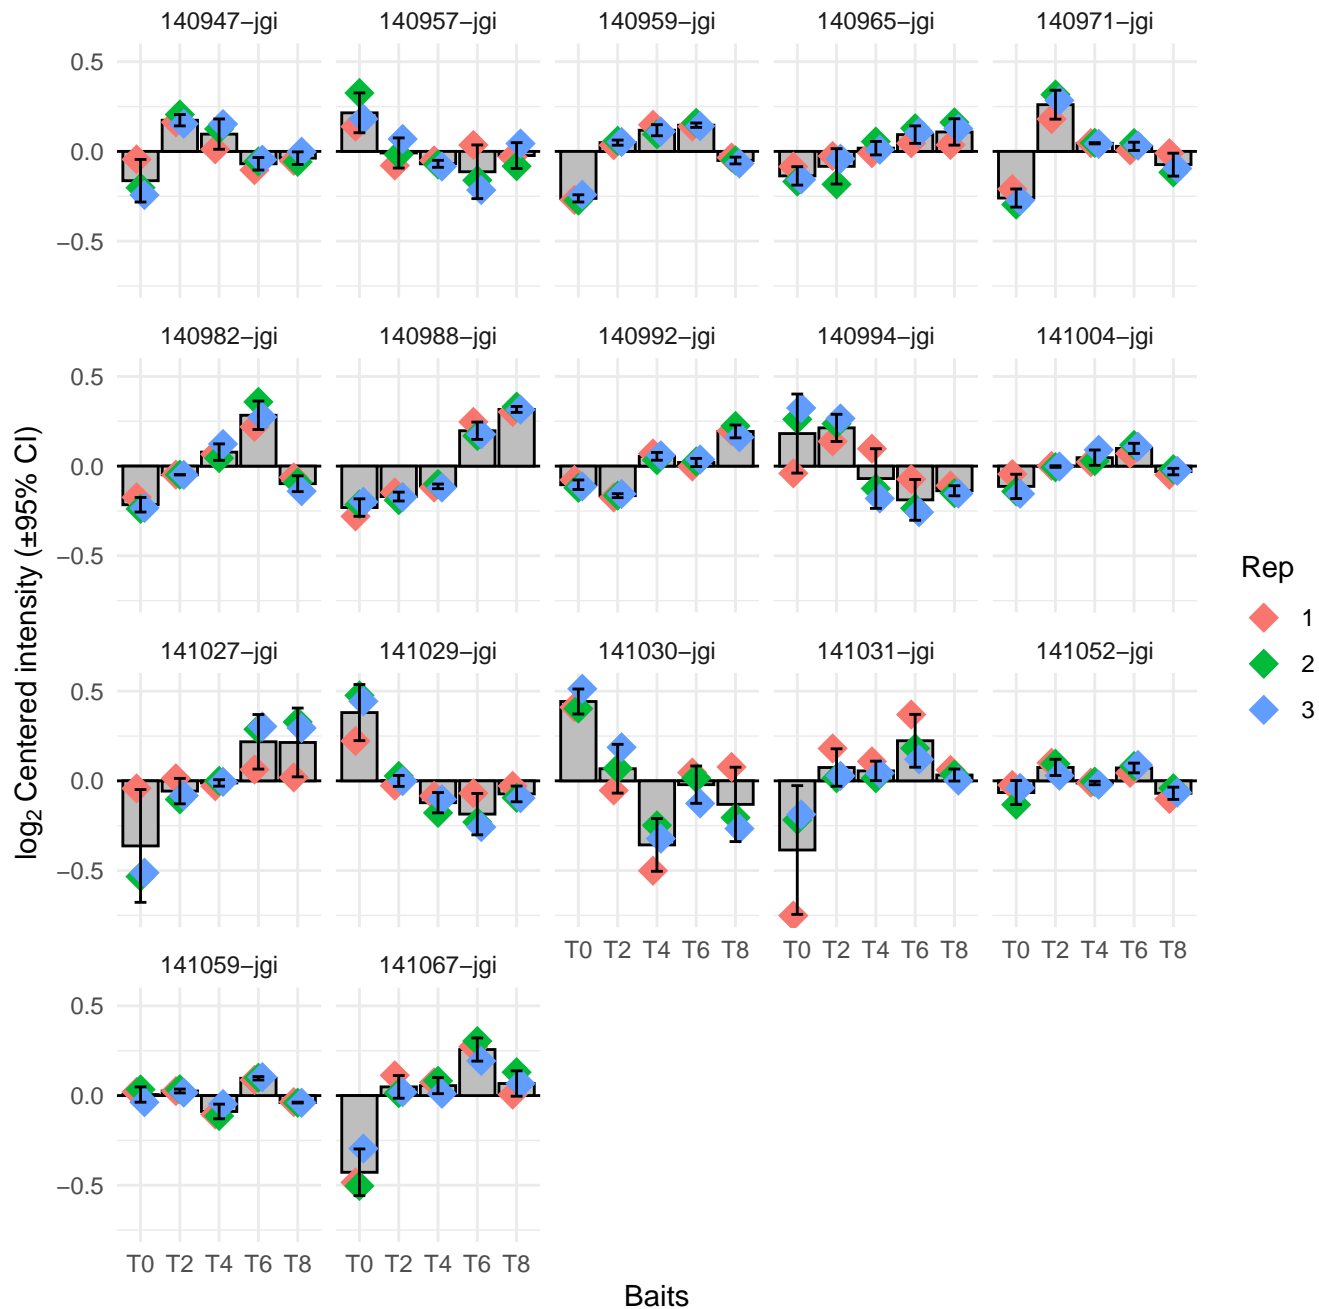 140947−jgi 140957−jgi 140959−jgi 140965−jgi 140971−jgi
0.5
0.0
−0.5
140982−jgi 140988−jgi 140992−jgi 140994−jgi 141004−jgi
0.5
0.0
−0.5
141027−jgi 141029−jgi 141030−jgi 141031−jgi 141052−jgi
0.5
0.0
−0.5
T0 T2 T4 T6 T8 T0 T2 T4 T6 T8 T0 T2 T4 T6 T8
141059−jgi 141067−jgi
0.5
0.0
−0.5
T0 T2 T4 T6 T8 T0 T2 T4 T6 T8
Baits
log₂ Centered intensity (±95% CI)
Rep
1
2
3